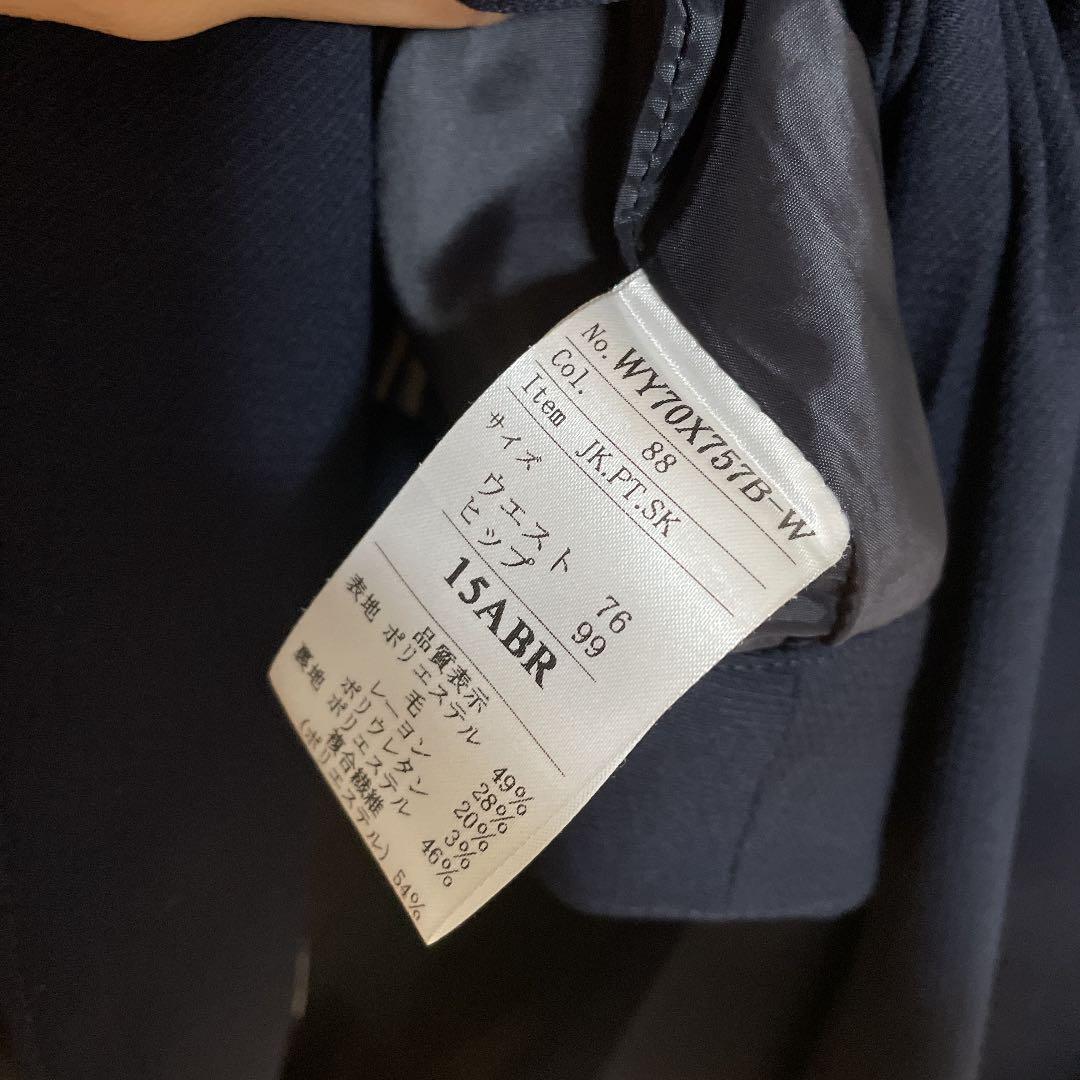 No. WY70X757B-W
Col. 88
Item JK.PT.SK
サイズ ウエスト 76
ヒップ 99
15ABR
品質表示
表地 ポリエステル 49%
毛 28%
レーヨン 20%
ポリウレタン 3%
裏地 ポリエステル 46%
複合繊維
(ポリエステル) 54%